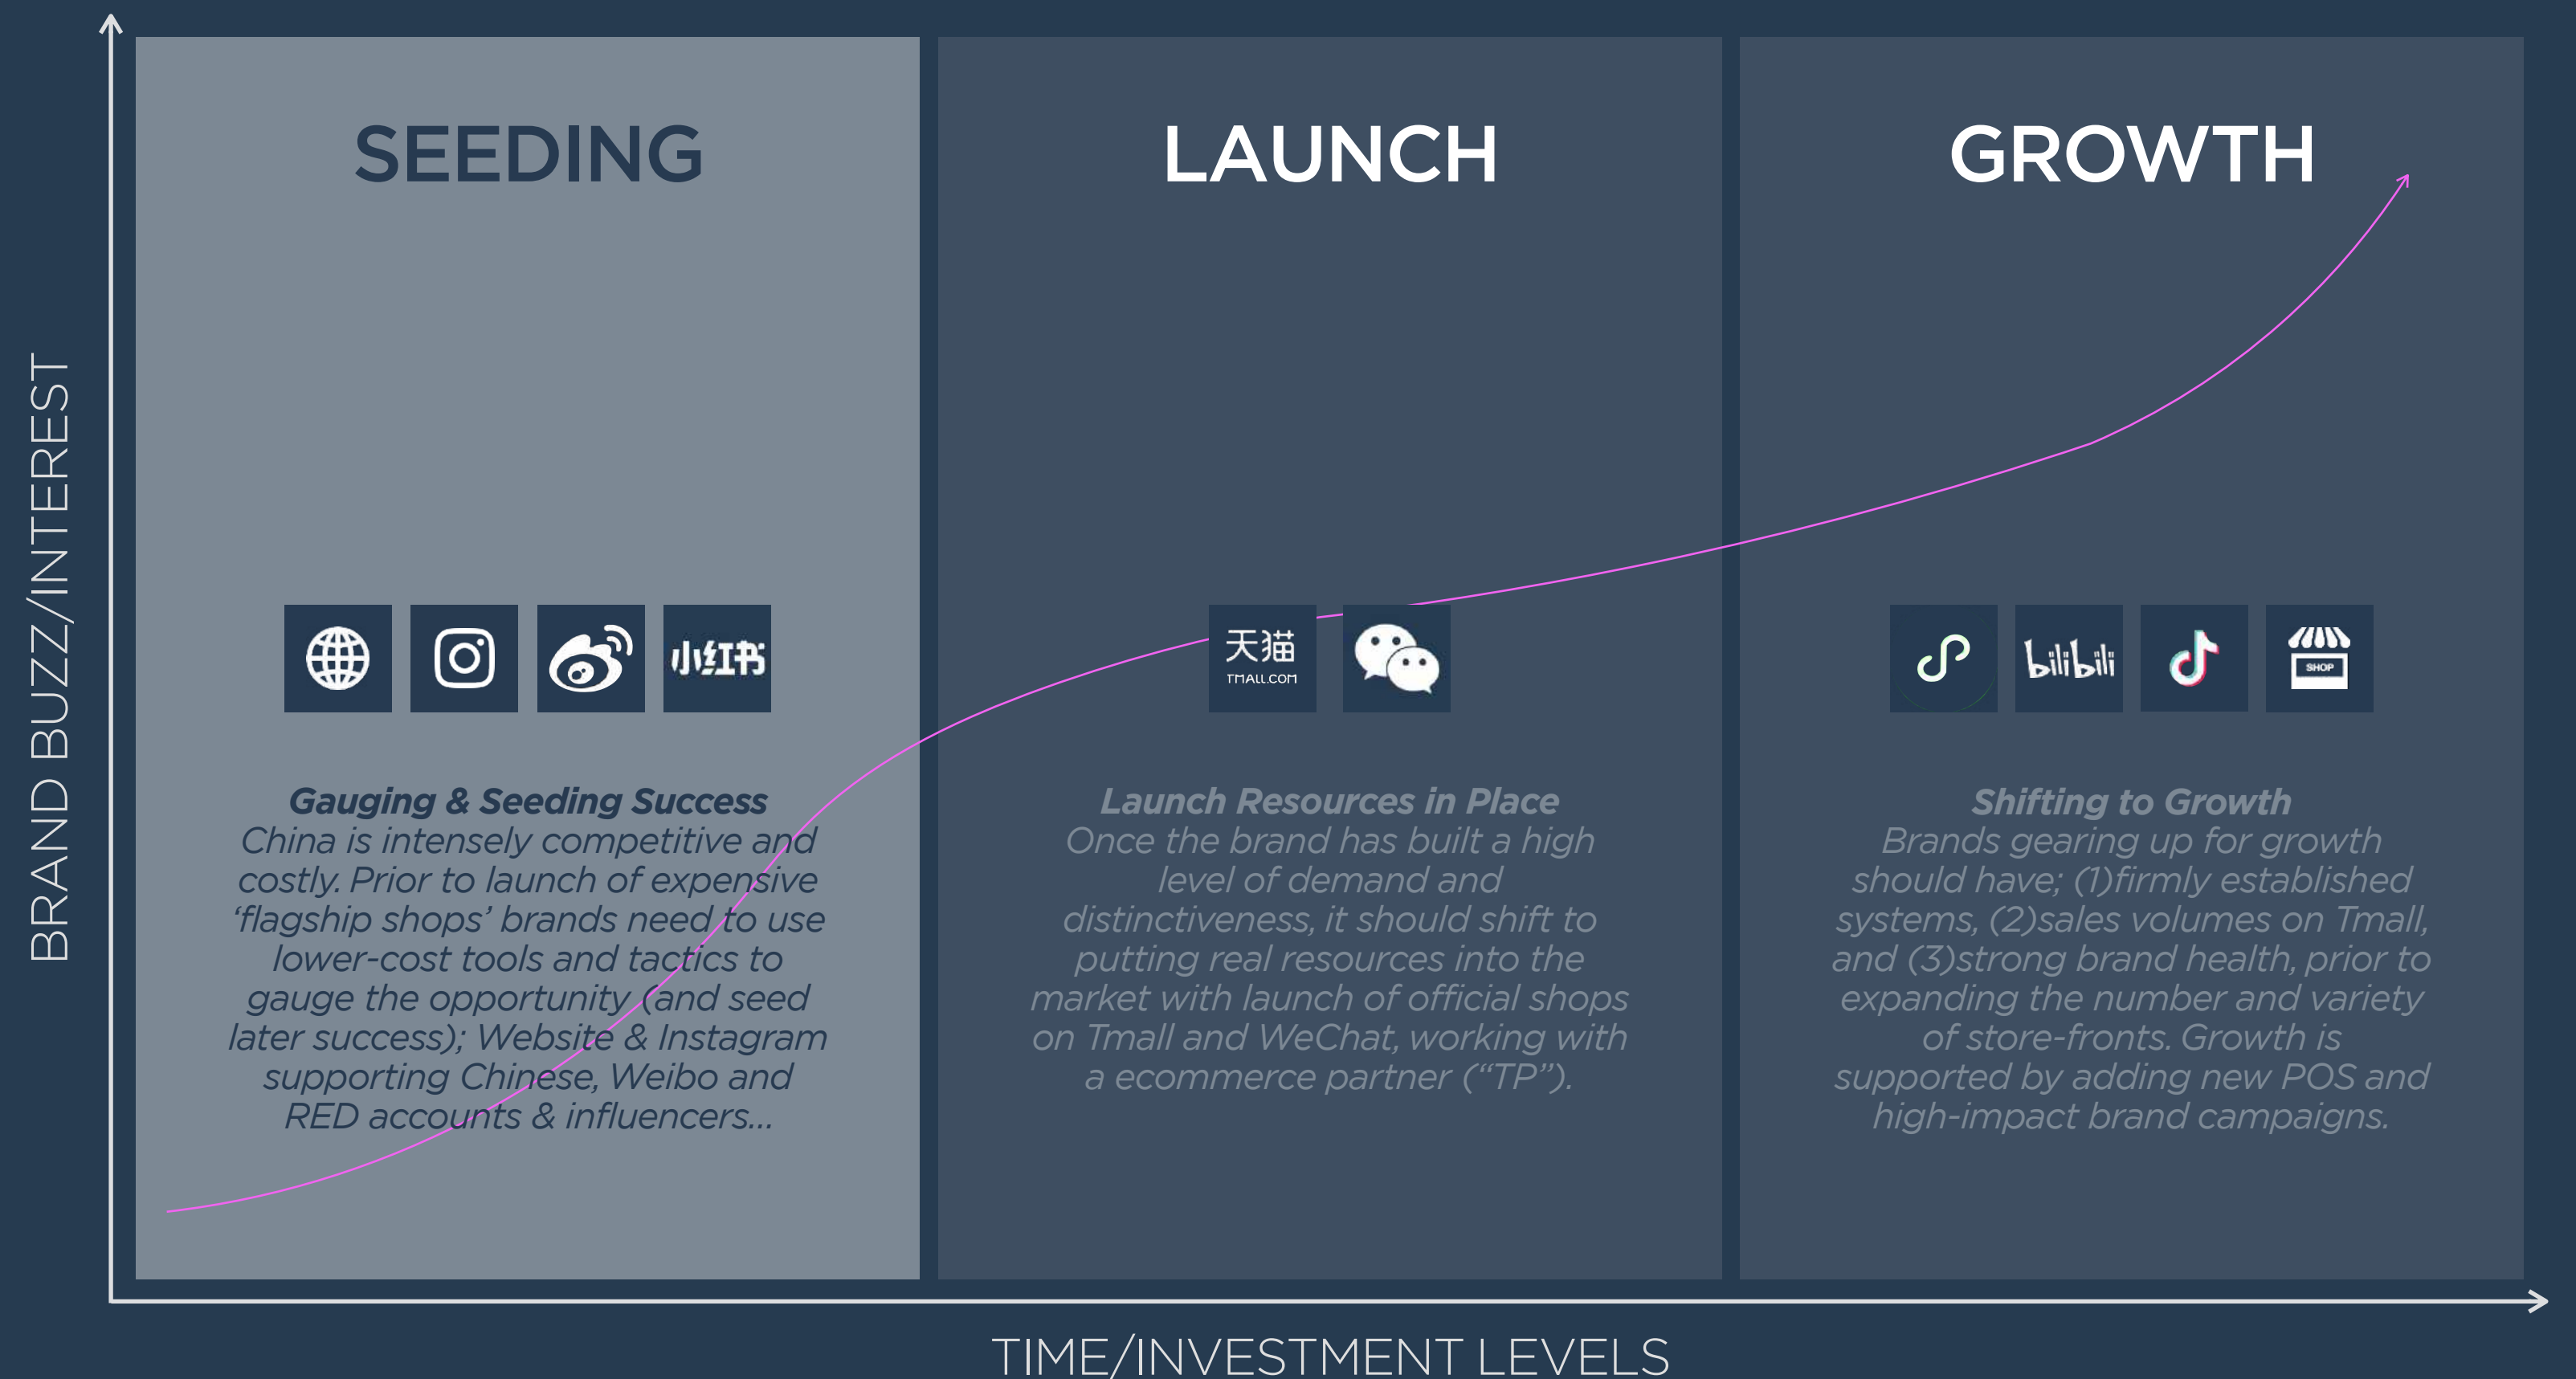 BRAND BUZZ/INTEREST
SEEDING
小红书
Gauging & Seeding Success
China is intensely competitive and
costly. Prior to launch of expensive
‘flagship shops’ brands need to use
lower-cost tools and tactics to
gauge the opportunity (and seed
later success); Website & Instagram
supporting Chinese, Weibo and
RED accounts & influencers...
LAUNCH
天猫
TMALL.COM
Launch Resources in Place
Once the brand has built a high
level of demand and
distinctiveness, it should shift to
putting real resources into the
market with launch of official shops
on Tmall and WeChat, working with
a ecommerce partner (“TP”).
GROWTH
bilibili
SHOP
Shifting to Growth
Brands gearing up for growth
should have; (1)firmly established
systems, (2)sales volumes on Tmall,
and (3)strong brand health, prior to
expanding the number and variety
of store-fronts. Growth is
supported by adding new POS and
high-impact brand campaigns.
TIME/INVESTMENT LEVELS